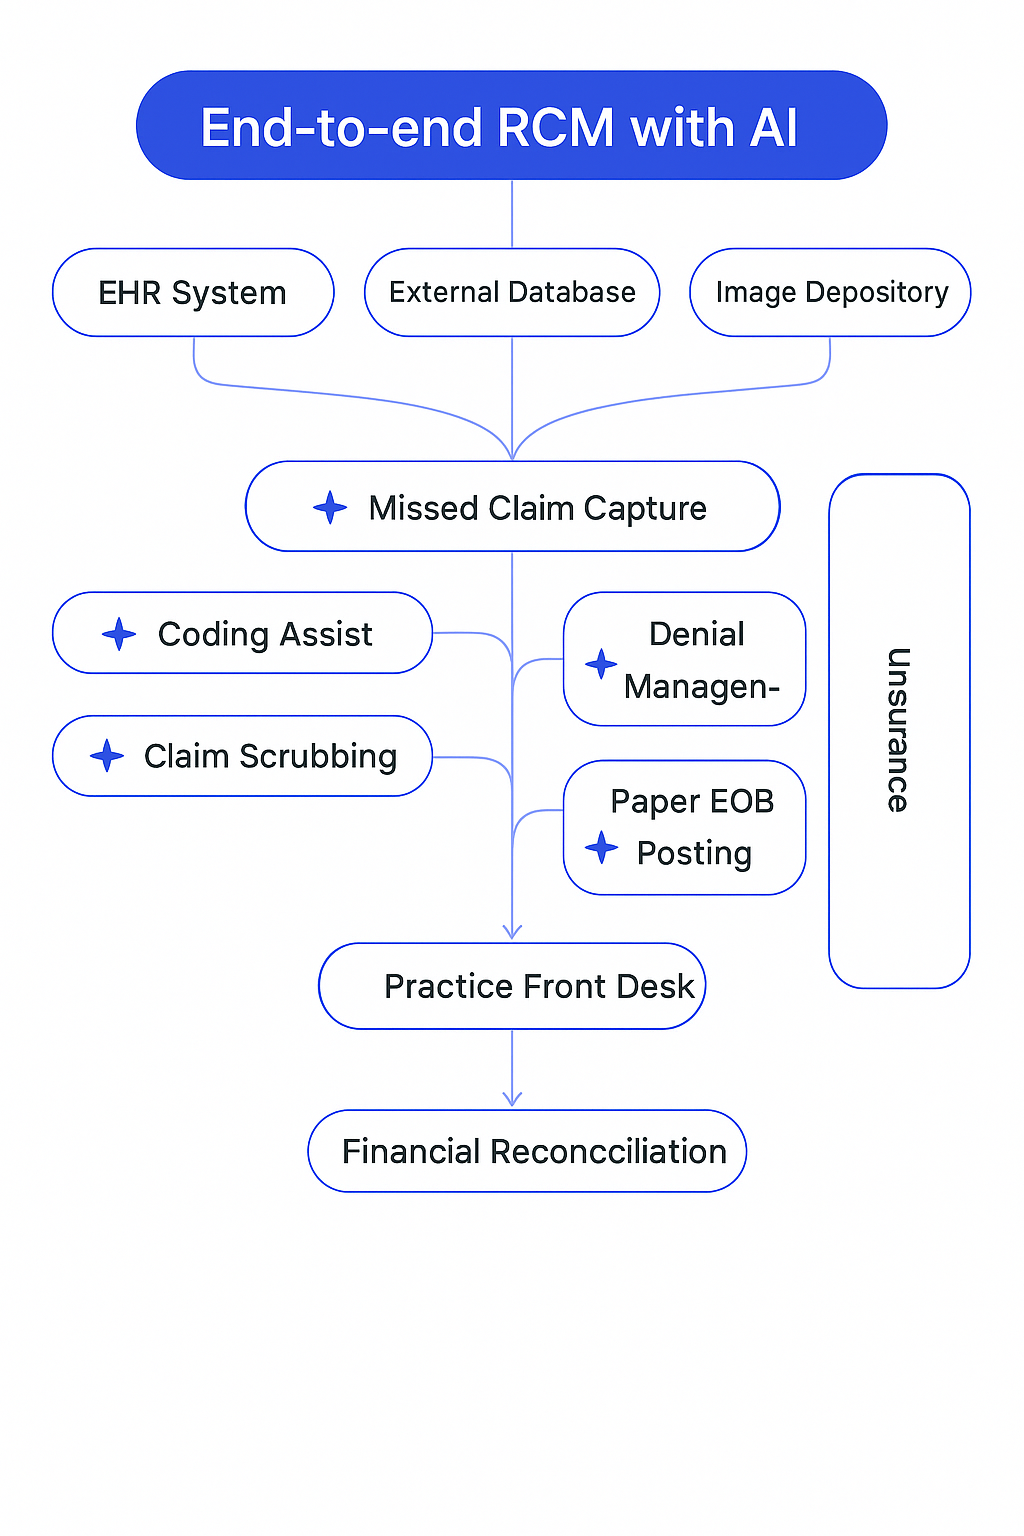 End-to-end RCM with AI
EHR System
External Database
Image Depository
Missed Claim Capture
Coding Assist
Denial
Managen-
Claim Scrubbing
Paper EOB
Posting
Unsurance
Practice Front Desk
Financial Reconcciliation